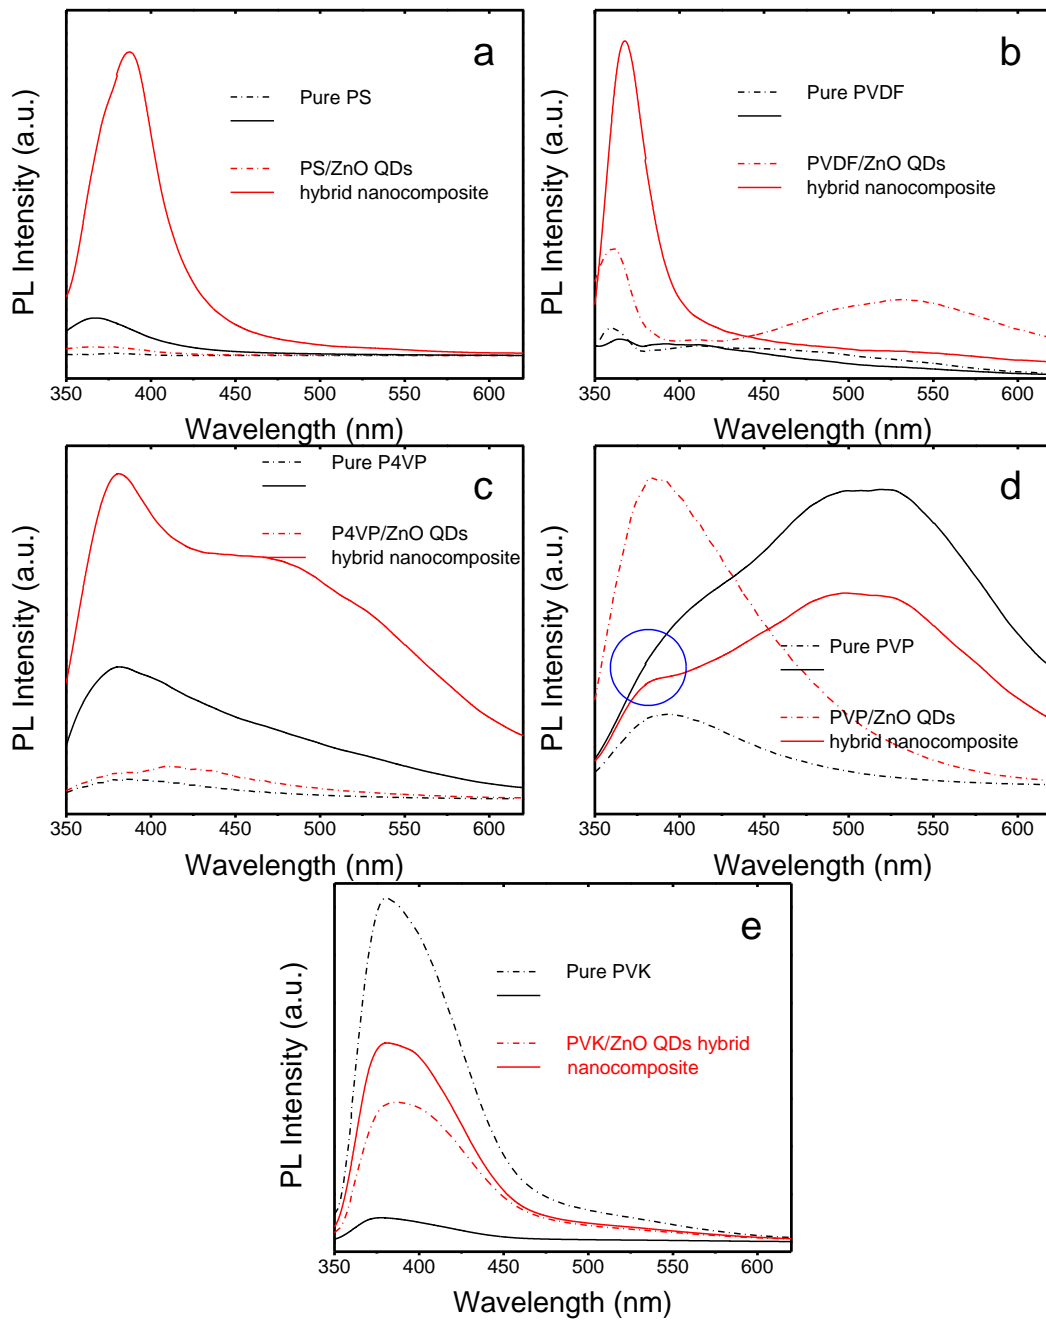 a
Pure PS
PS/ZnO QDs
hybrid nanocomposite
PL Intensity (a.u.)
350 400 450 500 550 600
Wavelength (nm)
b
Pure PVDF
PVDF/ZnO QDs
hybrid nanocomposite
PL Intensity (a.u.)
350 400 450 500 550 600
Wavelength (nm)
c
Pure P4VP
P4VP/ZnO QDs
hybrid nanocomposite
PL Intensity (a.u.)
350 400 450 500 550 600
Wavelength (nm)
d
Pure PVP
PVP/ZnO QDs
hybrid nanocomposite
PL Intensity (a.u.)
350 400 450 500 550 600
Wavelength (nm)
e
Pure PVK
PVK/ZnO QDs hybrid
nanocomposite
PL Intensity (a.u.)
350 400 450 500 550 600
Wavelength (nm)